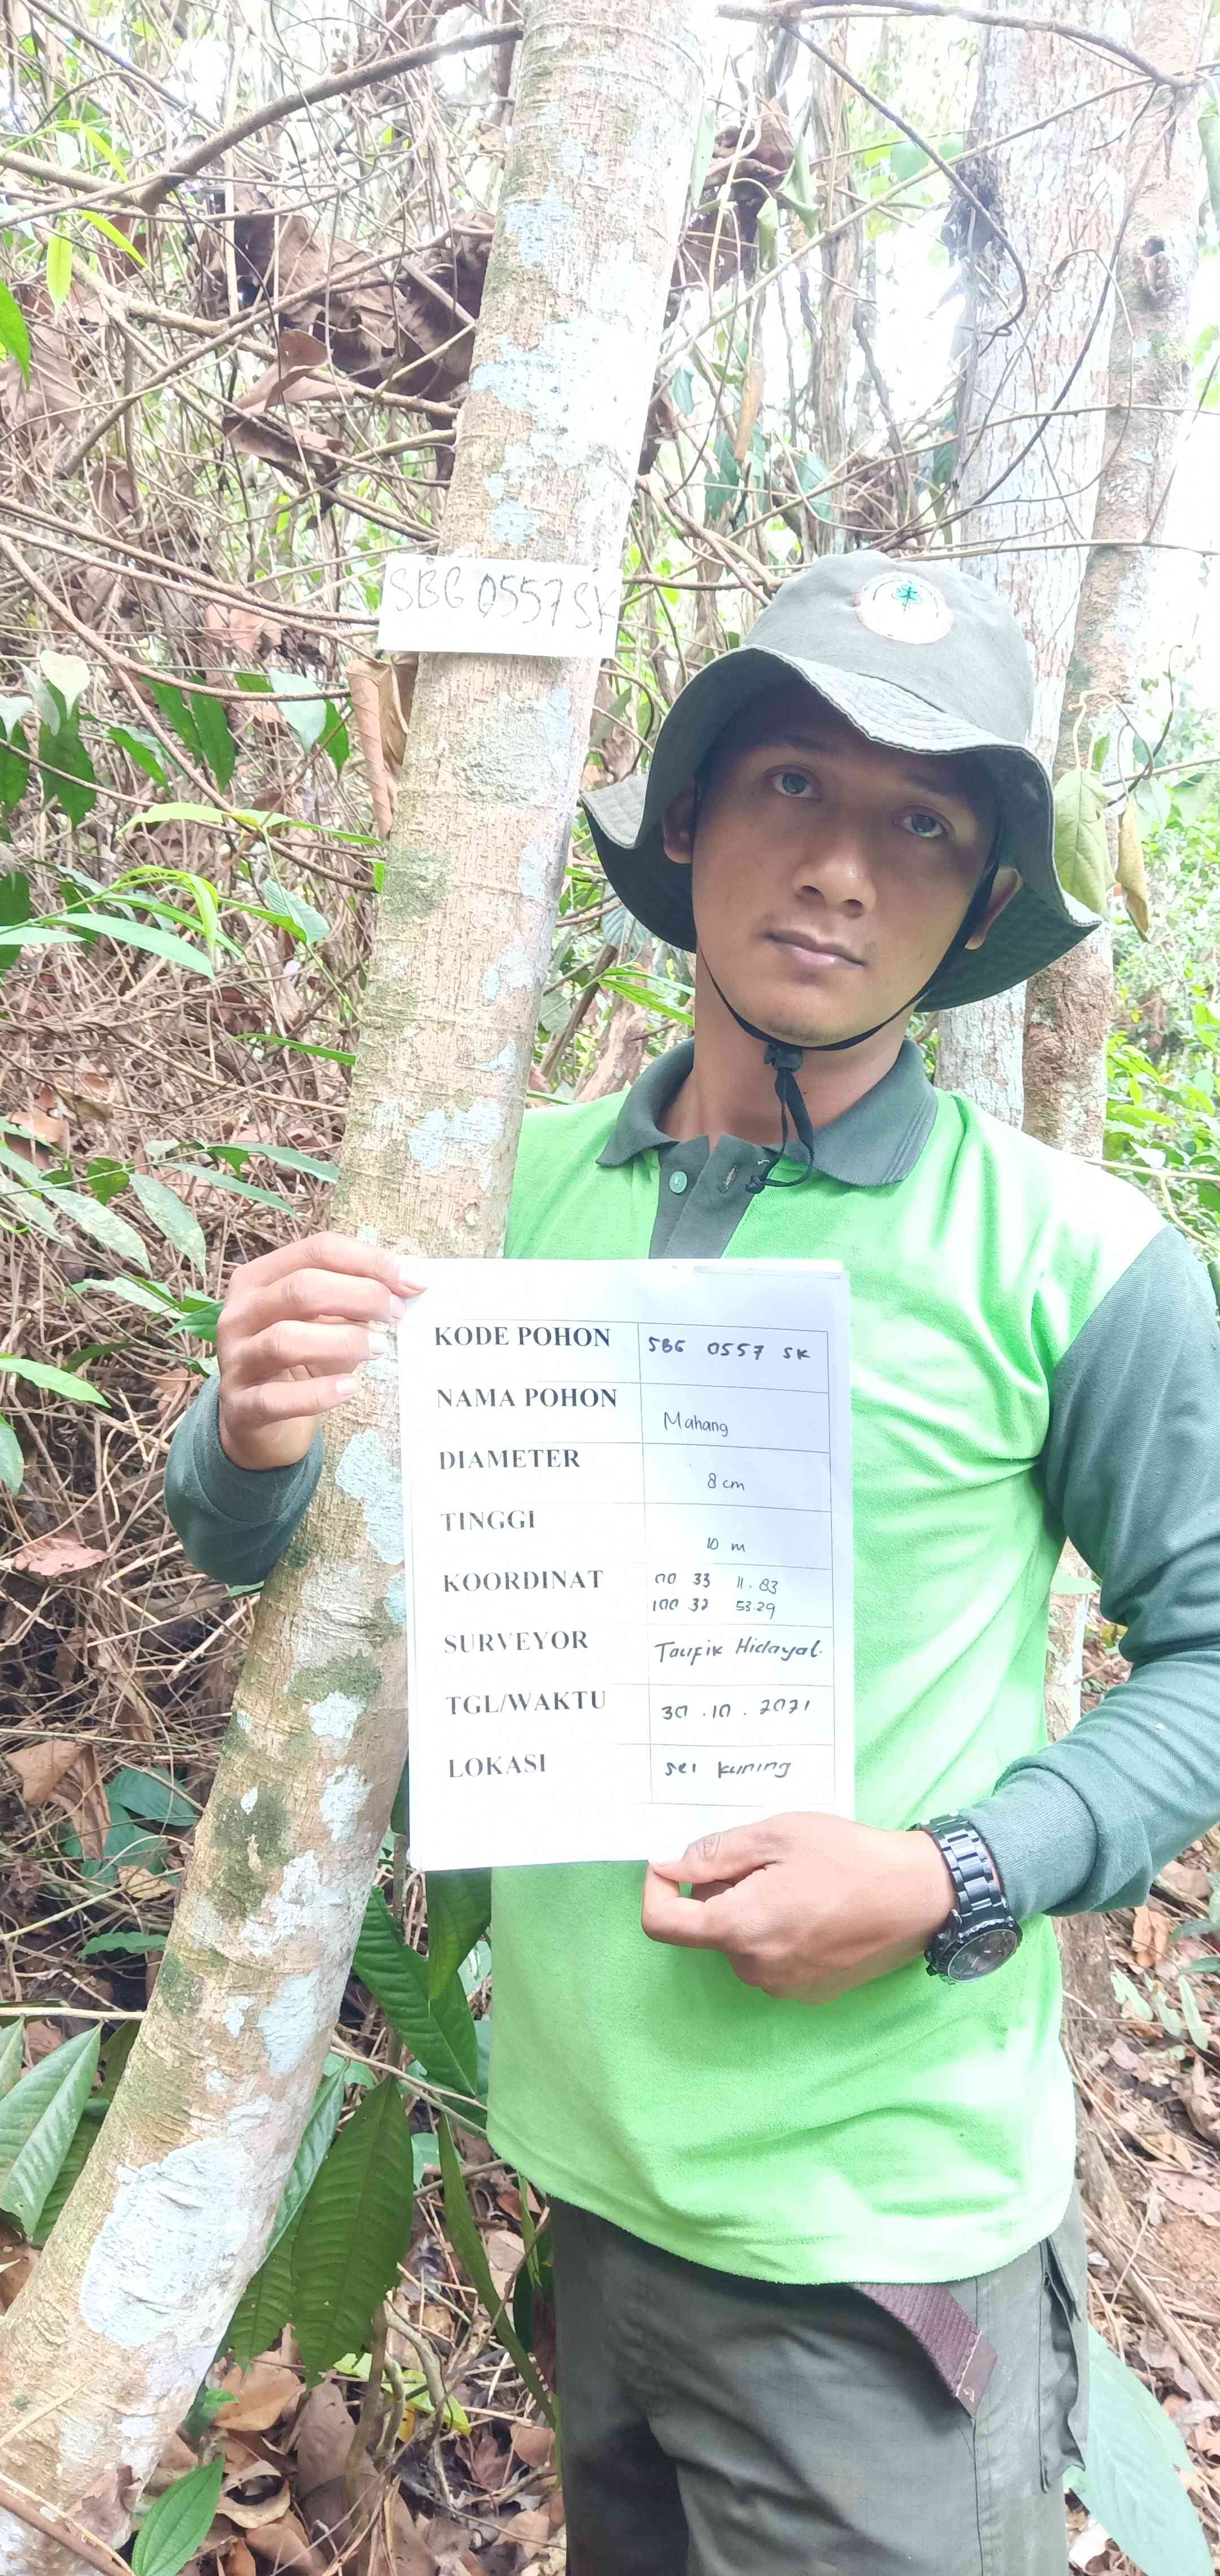 SBG 0557 SK
KODE POHON SBG 0557 SK
NAMA POHON Mahang
DIAMETER 8 cm
TINGGI 10 m
KOORDINAT 00 33 11.83
100 32 53.29
SURVEYOR Taufik Hidayat.
TGL/WAKTU 30.10.2021
LOKASI sei kuning